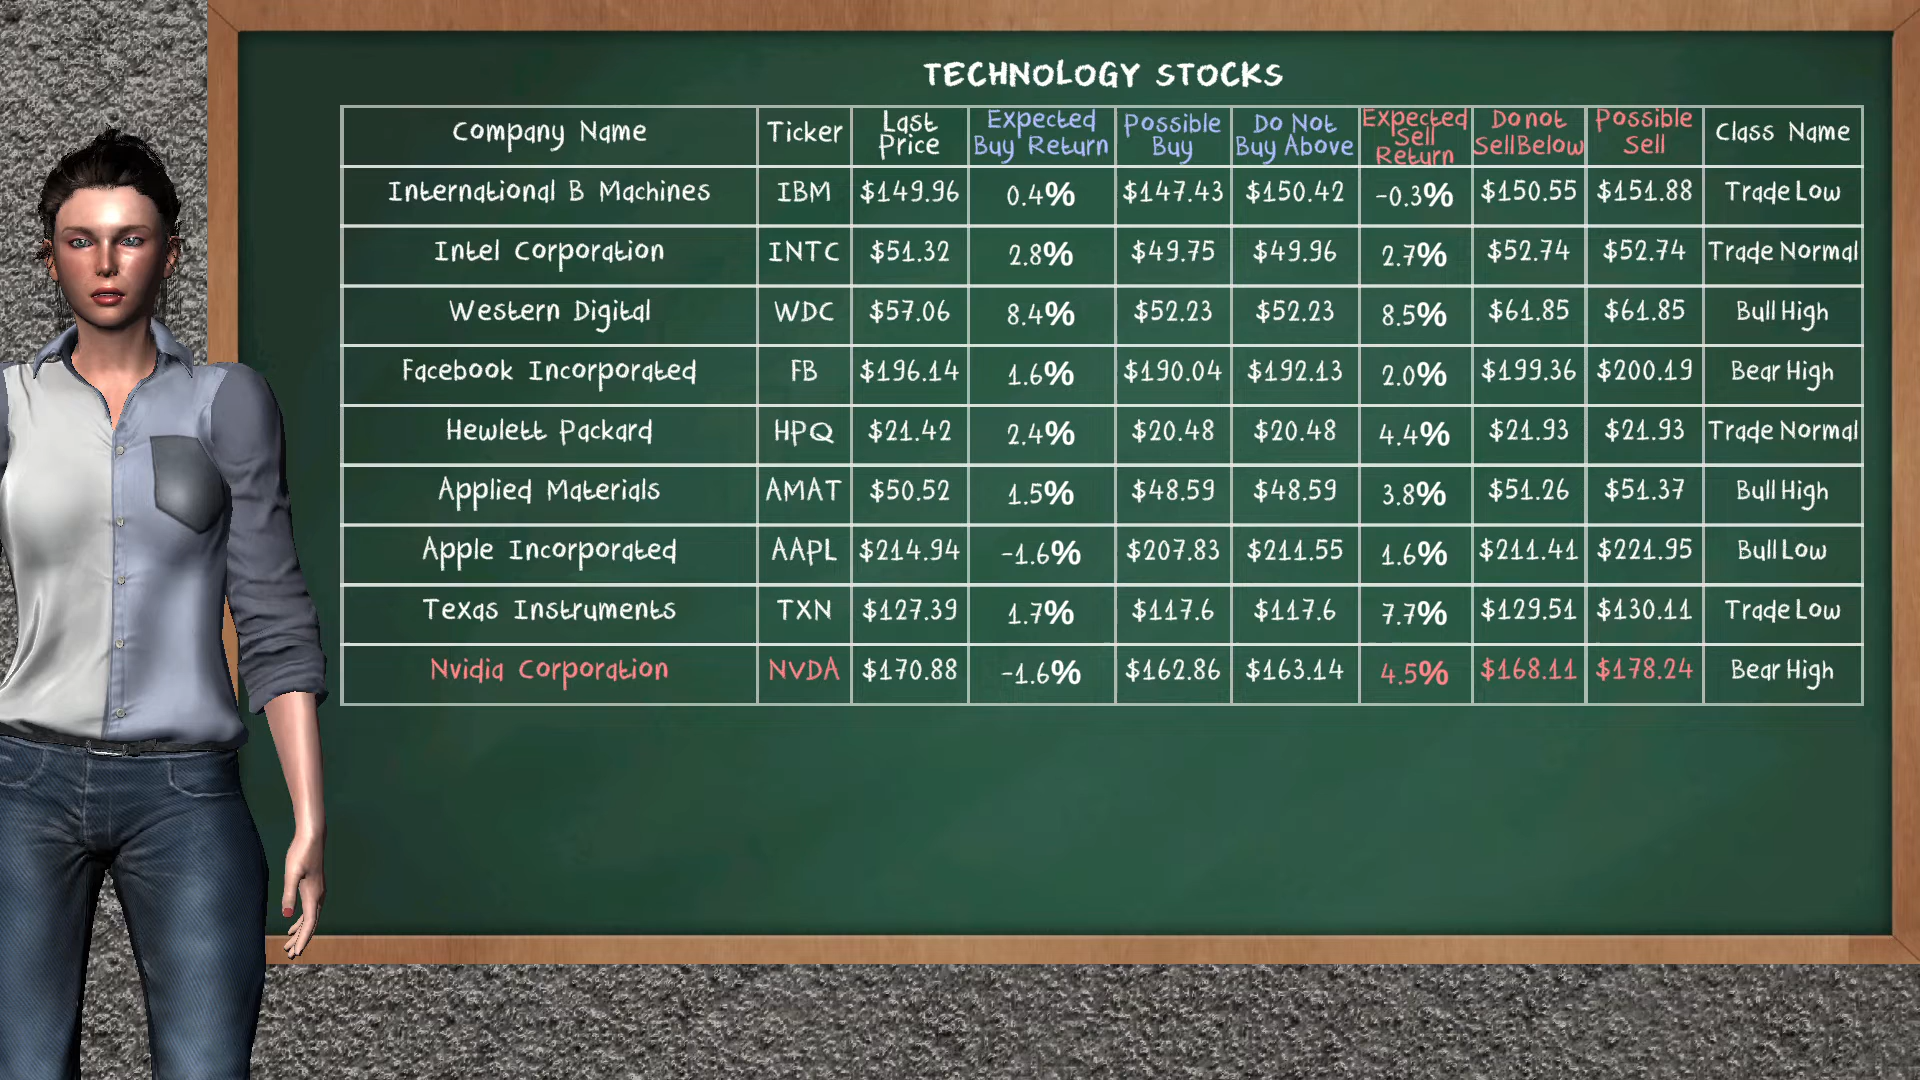 TECHNOLOGY STOCKS
Company Name Ticker Last Price Expected Buy Return Possible Buy Do Not Buy Above Expected Sell Return Do not Sell Below Possible Sell Class Name
International B Machines IBM $149.96 0.4% $147.43 $150.42 -0.3% $150.55 $151.88 Trade Low
Intel Corporation INTC $51.32 2.8% $49.75 $49.96 2.7% $52.74 $52.74 Trade Normal
Western Digital WDC $57.06 8.4% $52.23 $52.23 8.5% $61.85 $61.85 Bull High
Facebook Incorporated FB $196.14 1.6% $190.04 $192.13 2.0% $199.36 $200.19 Bear High
Hewlett Packard HPQ $21.42 2.4% $20.48 $20.48 4.4% $21.93 $21.93 Trade Normal
Applied Materials AMAT $50.52 1.5% $48.59 $48.59 3.8% $51.26 $51.37 Bull High
Apple Incorporated AAPL $214.94 -1.6% $207.83 $211.55 1.6% $211.41 $221.95 Bull Low
Texas Instruments TXN $127.39 1.7% $117.6 $117.6 7.7% $129.51 $130.11 Trade Low
Nvidia Corporation NVDA $170.88 -1.6% $162.86 $163.14 4.5% $168.11 $178.24 Bear High